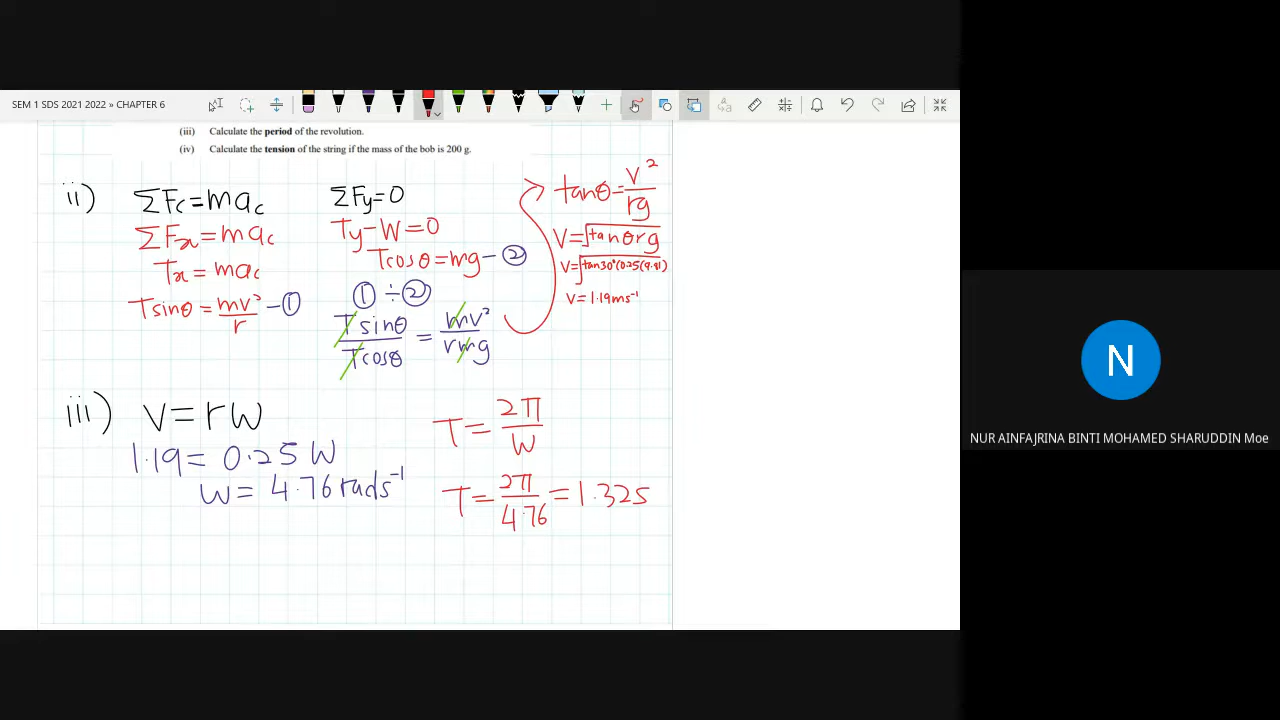 SEM 1 SDS 2021 2022 » CHAPTER 6
(iii) Calculate the period of the revolution.
(iv) Calculate the tension of the string if the mass of the bob is 200 g.
ii)
ΣFc = mac
ΣFx = mac
Tx = mac
Tsinθ = mv²/r - ①
ΣFy = 0
Ty - W = 0
Tcosθ = mg - ②
① ÷ ②
Tsinθ/Tcosθ = mv²/rmg
tanθ = v²/rg
V = √tanθrg
V = √tan30°(0.25)(9.81)
V = 1.19ms⁻¹
iii) V = rω
1.19 = 0.25 ω
ω = 4.76 rads⁻¹
T = 2π/ω
T = 2π/4.76 = 1.32s
N
NUR AINFAJRINA BINTI MOHAMED SHARUDDIN Moe